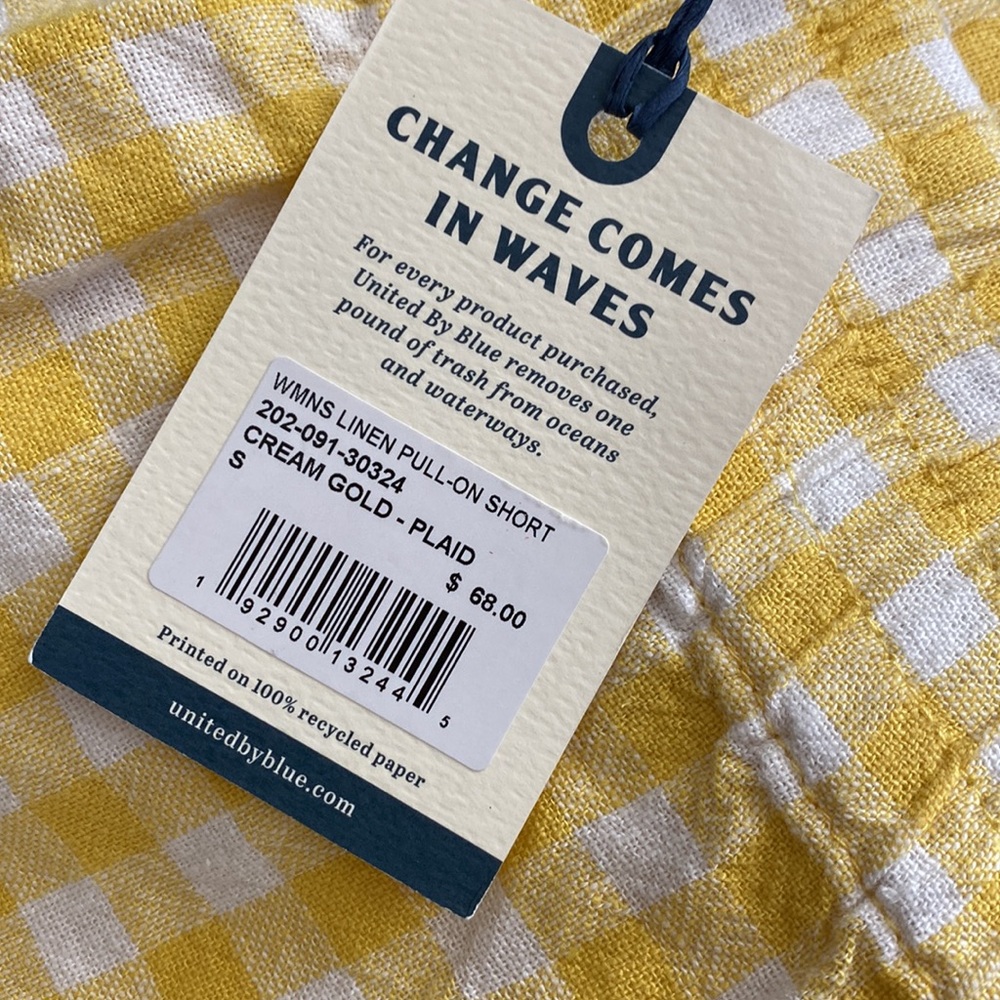 CHANGE COMES
IN WAVES
For every product purchased,
United By Blue removes one
pound of trash from oceans
and waterways.
WMNS LINEN PULL-ON SHORT
202-091-30324
CREAM GOLD - PLAID
S
$ 68.00
1 92900 13244 5
Printed on 100% recycled paper
unitedbyblue.com